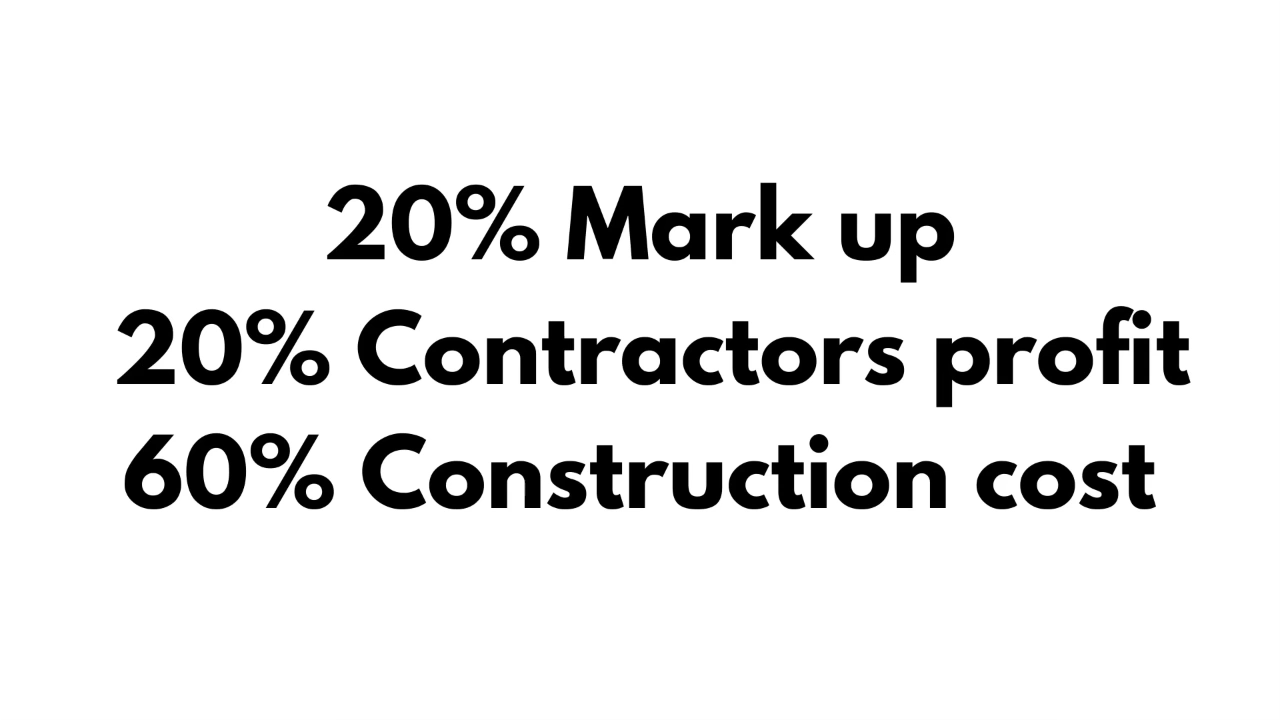 20% Mark up
20% Contractors profit
60% Construction cost